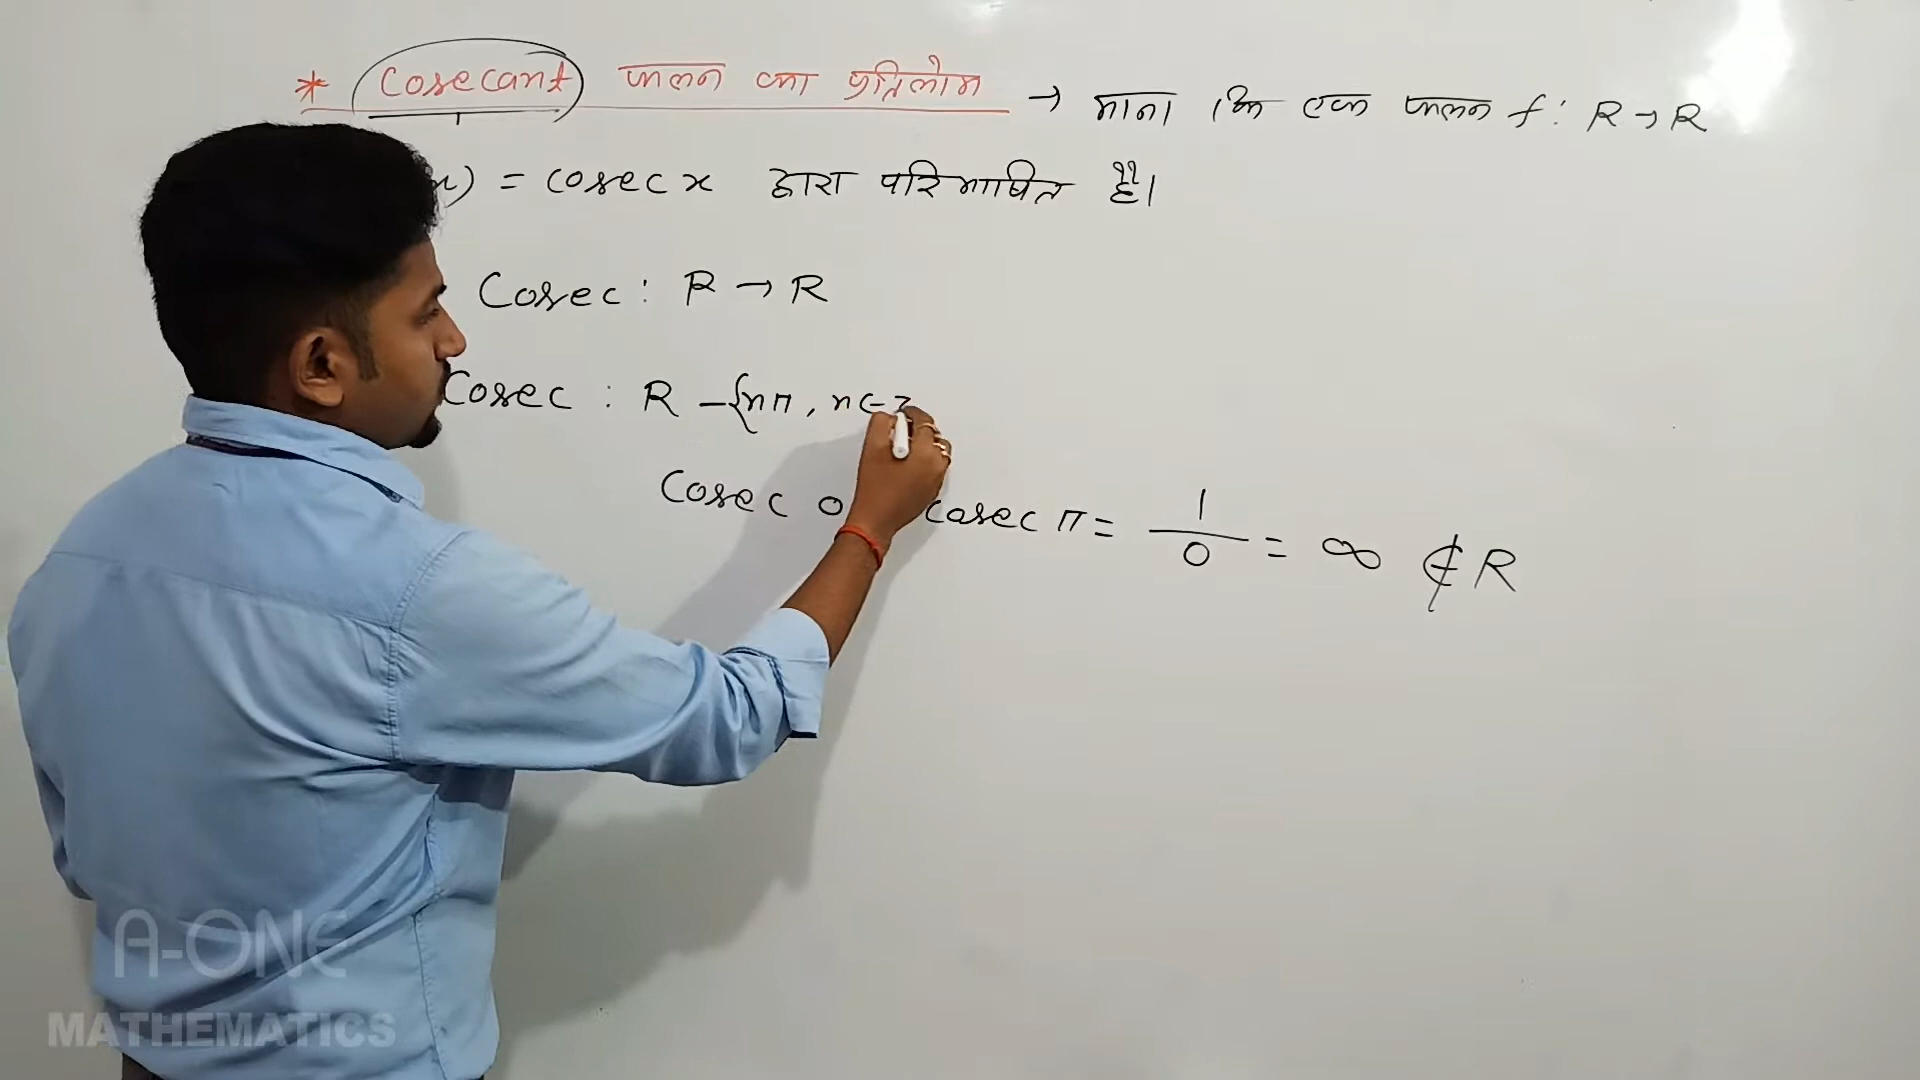 * Cosecant फलन का प्रतिलोम → माना कि एक फलन f: R → R
x) = cosec x द्वारा परिभाषित है।
Cosec : R → R
Cosec : R – {nπ, n ∈ Z
Cosec 0 cosec π = 1/0 = ∞ ∉ R
A-ONE
MATHEMATICS